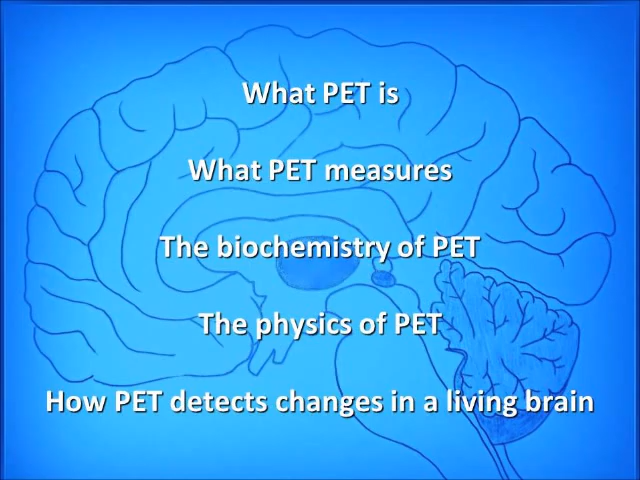 What PET is
What PET measures
The biochemistry of PET
The physics of PET
How PET detects changes in a living brain